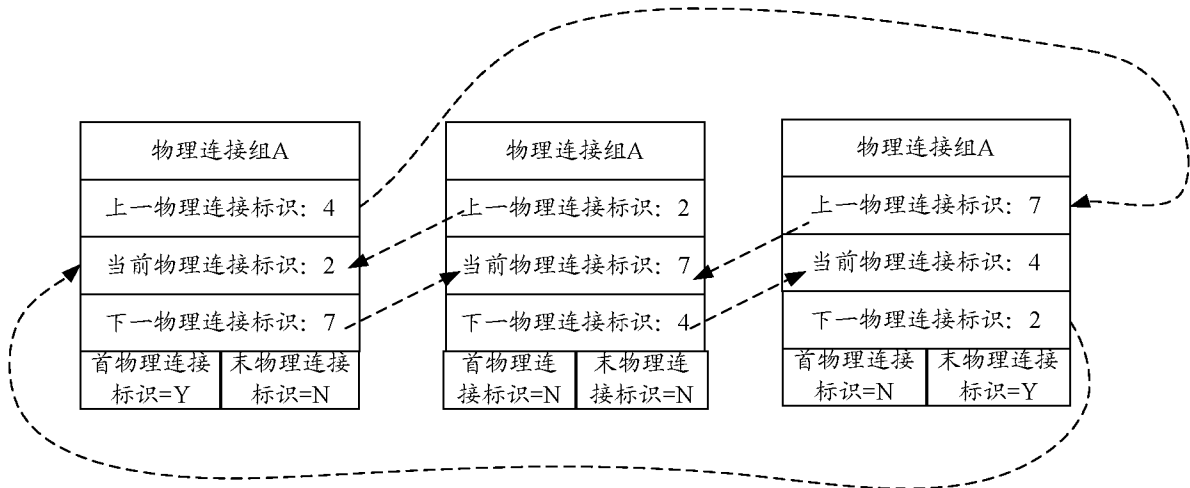 物理连接组A
上一物理连接标识：4
当前物理连接标识：2
下一物理连接标识：7
首物理连接
标识=Y
末物理连接
标识=N
物理连接组A
上一物理连接标识：2
当前物理连接标识：7
下一物理连接标识：4
首物理连
接标识=N
末物理连
接标识=N
物理连接组A
上一物理连接标识：7
当前物理连接标识：4
下一物理连接标识：2
首物理连接
标识=N
末物理连接
标识=Y